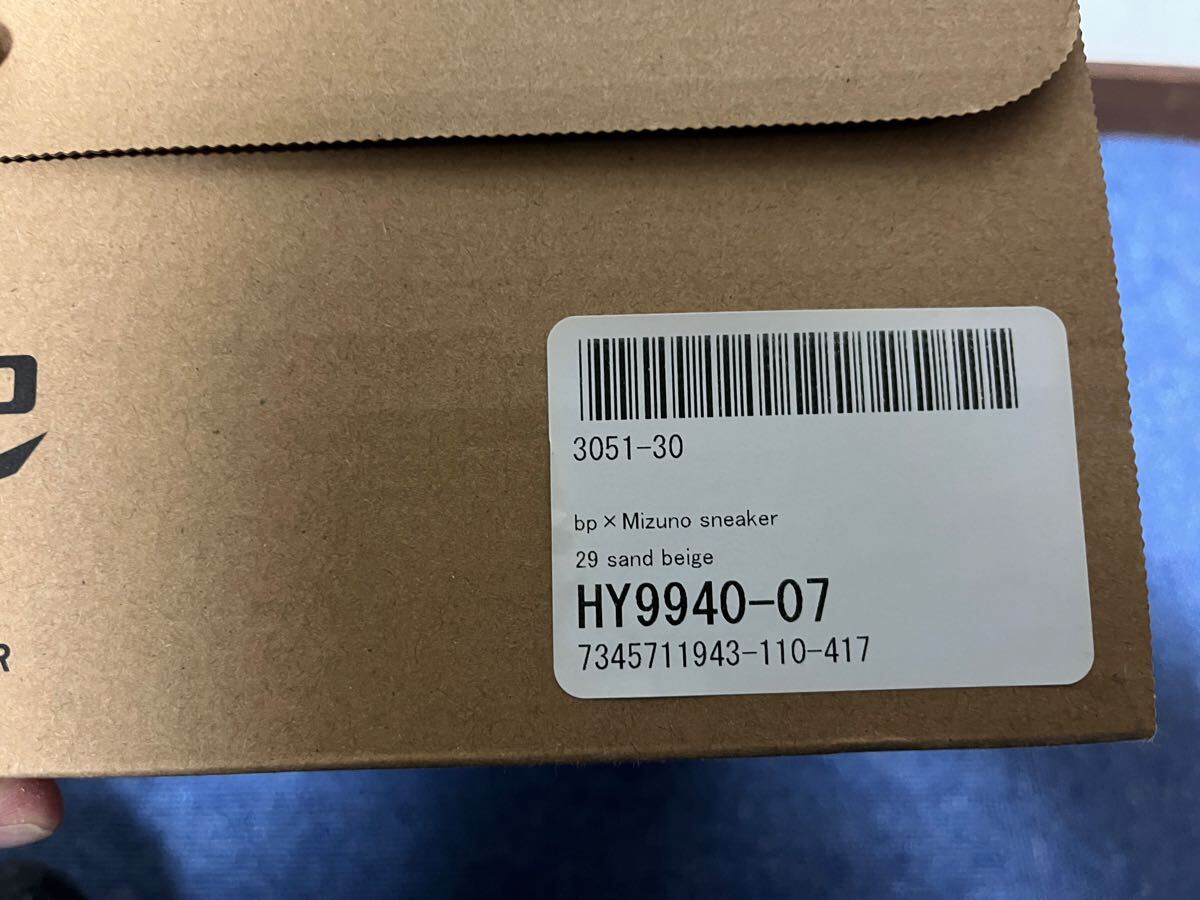 O
R
3051-30
bp×Mizuno sneaker
29 sand beige
HY9940-07
7345711943-110-417